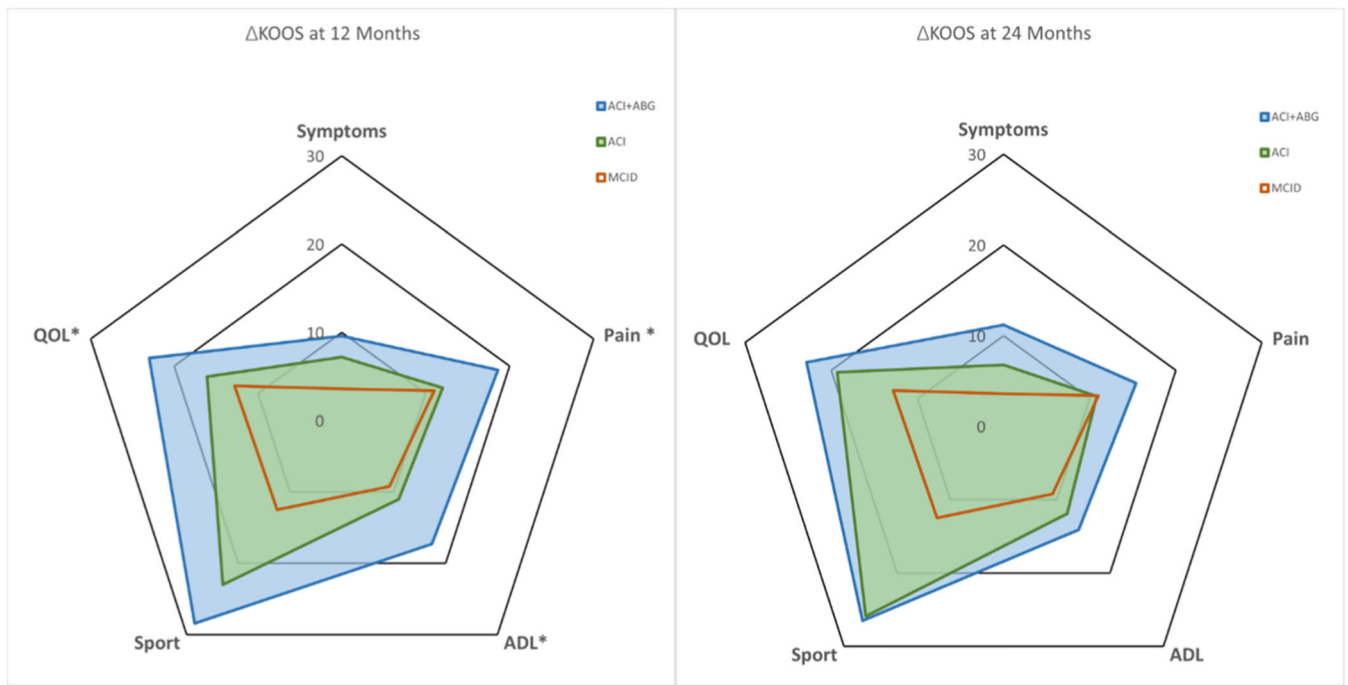 ΔKOOS at 12 Months
ACI+ABG
ACI
MCID
Symptoms
30
20
10
0
QOL*
Pain *
Sport
ADL*
ΔKOOS at 24 Months
ACI+ABG
ACI
MCID
Symptoms
30
20
10
0
QOL
Pain
Sport
ADL